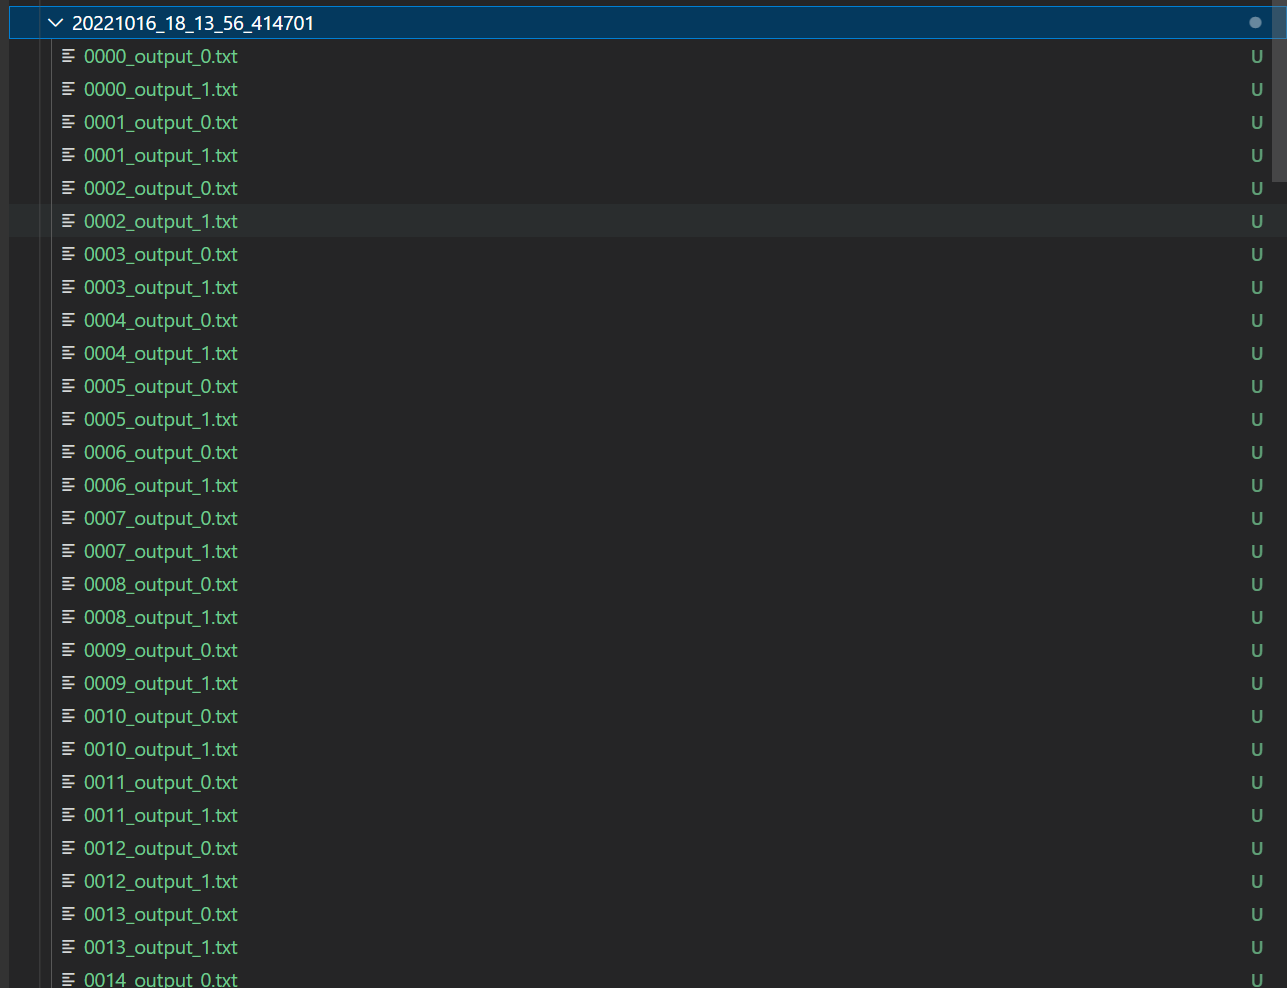 20221016_18_13_56_414701
0000_output_0.txt U
0000_output_1.txt U
0001_output_0.txt U
0001_output_1.txt U
0002_output_0.txt U
0002_output_1.txt U
0003_output_0.txt U
0003_output_1.txt U
0004_output_0.txt U
0004_output_1.txt U
0005_output_0.txt U
0005_output_1.txt U
0006_output_0.txt U
0006_output_1.txt U
0007_output_0.txt U
0007_output_1.txt U
0008_output_0.txt U
0008_output_1.txt U
0009_output_0.txt U
0009_output_1.txt U
0010_output_0.txt U
0010_output_1.txt U
0011_output_0.txt U
0011_output_1.txt U
0012_output_0.txt U
0012_output_1.txt U
0013_output_0.txt U
0013_output_1.txt U
0014_output_0.txt U